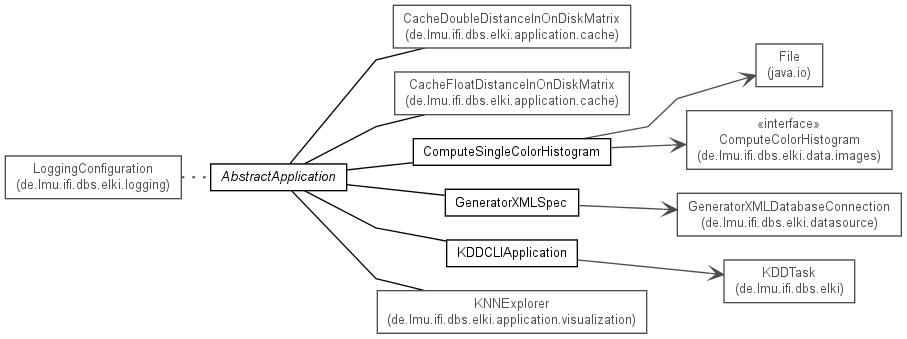 CacheDoubleDistanceInOnDiskMatrix
(de.lmu.ifi.dbs.elki.application.cache)
File
(java.io)
CacheFloatDistanceInOnDiskMatrix
(de.lmu.ifi.dbs.elki.application.cache)
«interface»
ComputeColorHistogram
(de.lmu.ifi.dbs.elki.data.images)
ComputeSingleColorHistogram
LoggingConfiguration
(de.lmu.ifi.dbs.elki.logging)
AbstractApplication
GeneratorXMLSpec
GeneratorXMLDatabaseConnection
(de.lmu.ifi.dbs.elki.datasource)
KDDCLIApplication
KDDTask
(de.lmu.ifi.dbs.elki)
KNNExplorer
(de.lmu.ifi.dbs.elki.application.visualization)